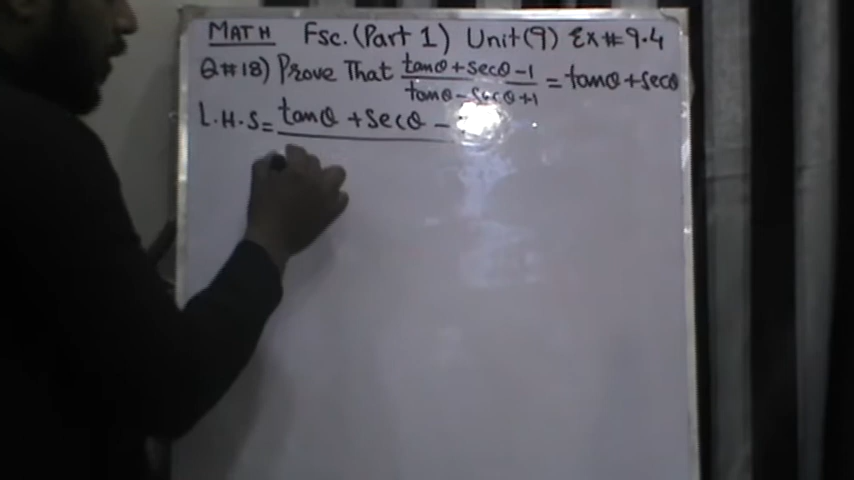 MATH Fsc. (Part 1) Unit(9) Ex # 9.4
Q#18) Prove That tanθ+secθ-1 / tanθ-secθ+1 = tanθ+secθ
L.H.S = tanθ + secθ -